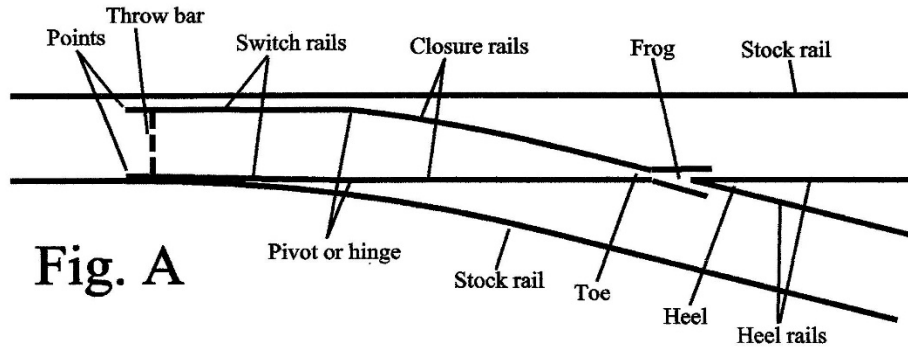 Throw bar
Points
Switch rails
Closure rails
Frog
Stock rail
Pivot or hinge
Fig. A
Stock rail
Toe
Heel
Heel rails